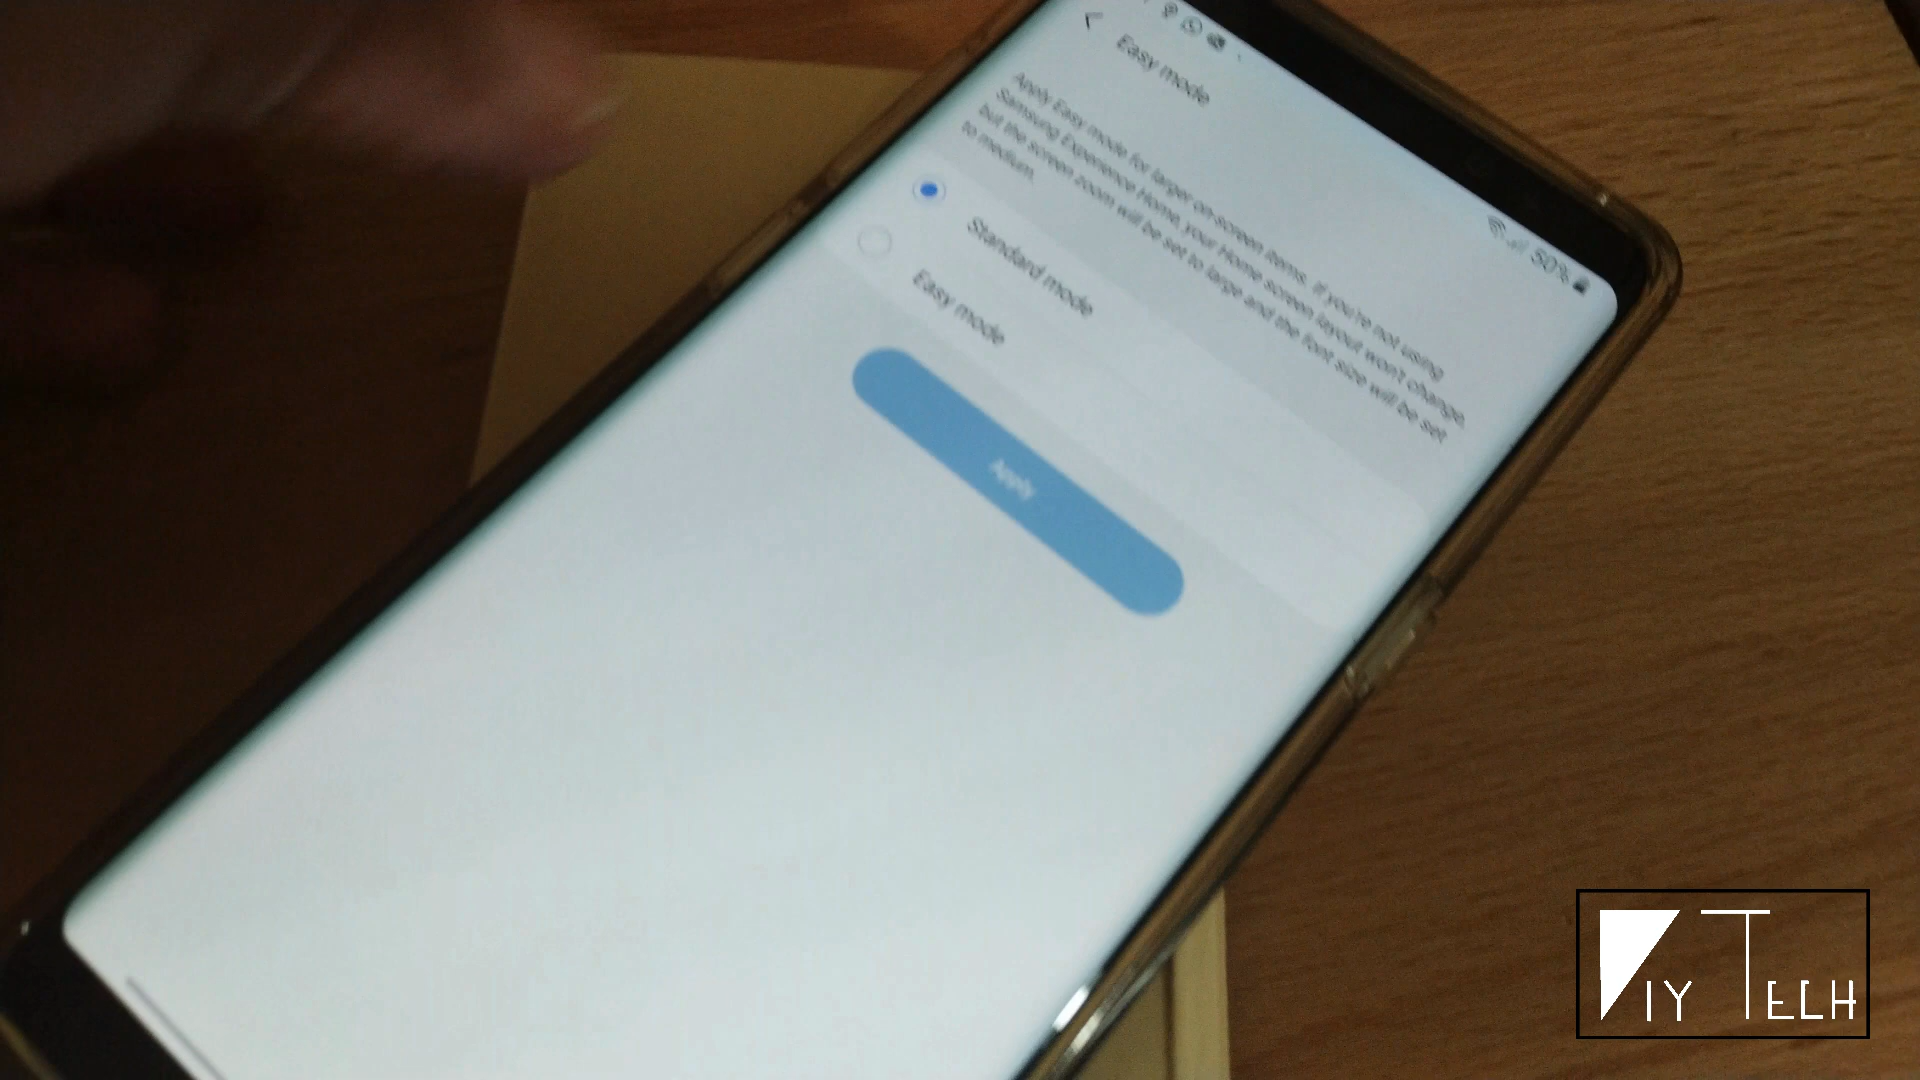 50%
Easy mode
Apply Easy mode for larger on-screen items. If you're not using
Samsung Experience Home, your Home screen layout won't change,
but the screen zoom will be set to large and the font size will be set
to medium.
Standard mode
Easy mode
Apply
DIY TECH